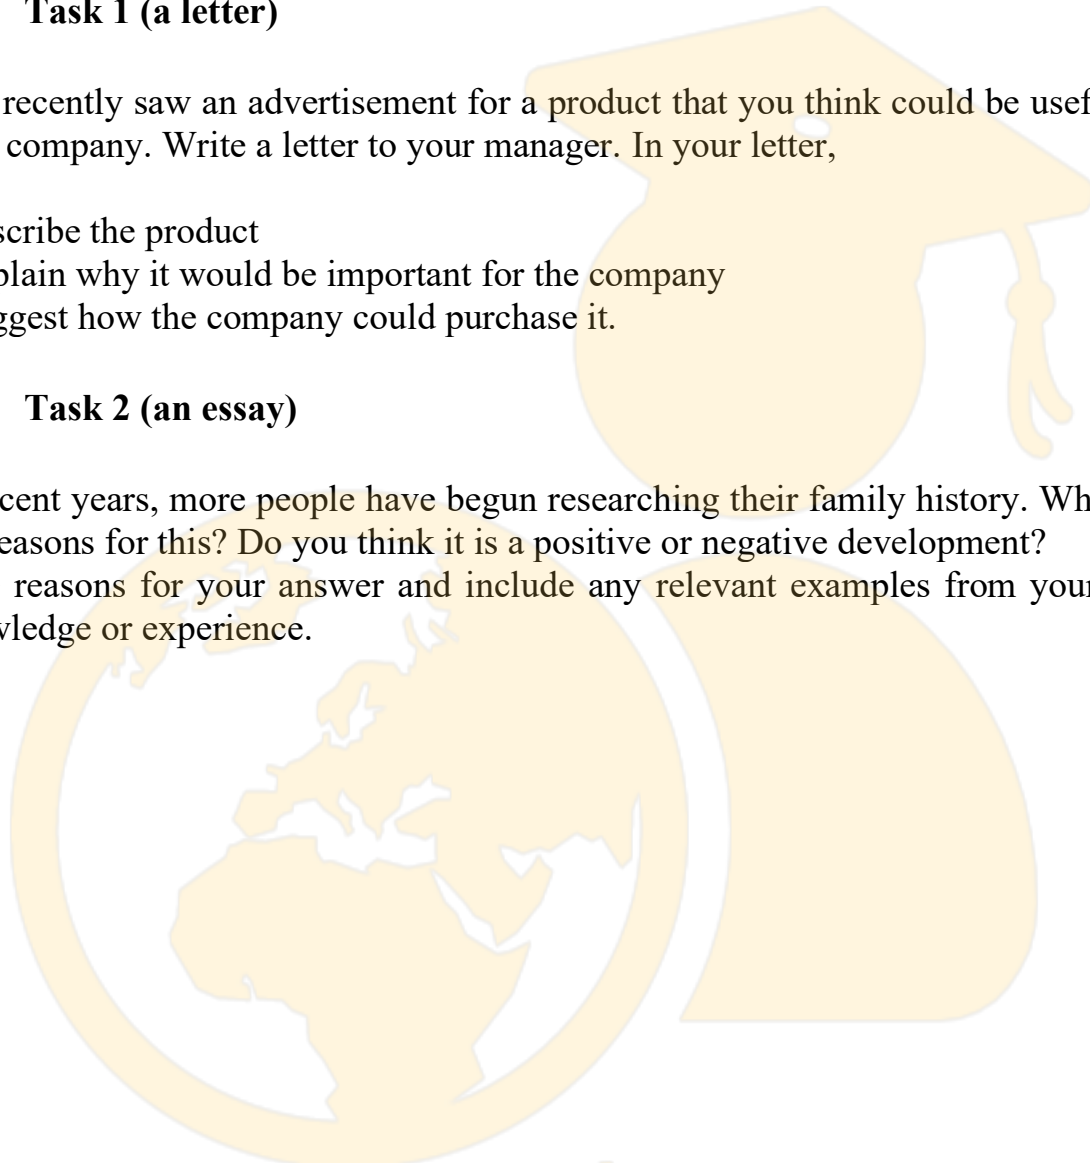 Task 1 (a letter)
recently saw an advertisement for a product that you think could be usef
company. Write a letter to your manager. In your letter,
scribe the product
plain why it would be important for the company
ggest how the company could purchase it.
Task 2 (an essay)
cent years, more people have begun researching their family history. Wh
easons for this? Do you think it is a positive or negative development?
reasons for your answer and include any relevant examples from your
wledge or experience.